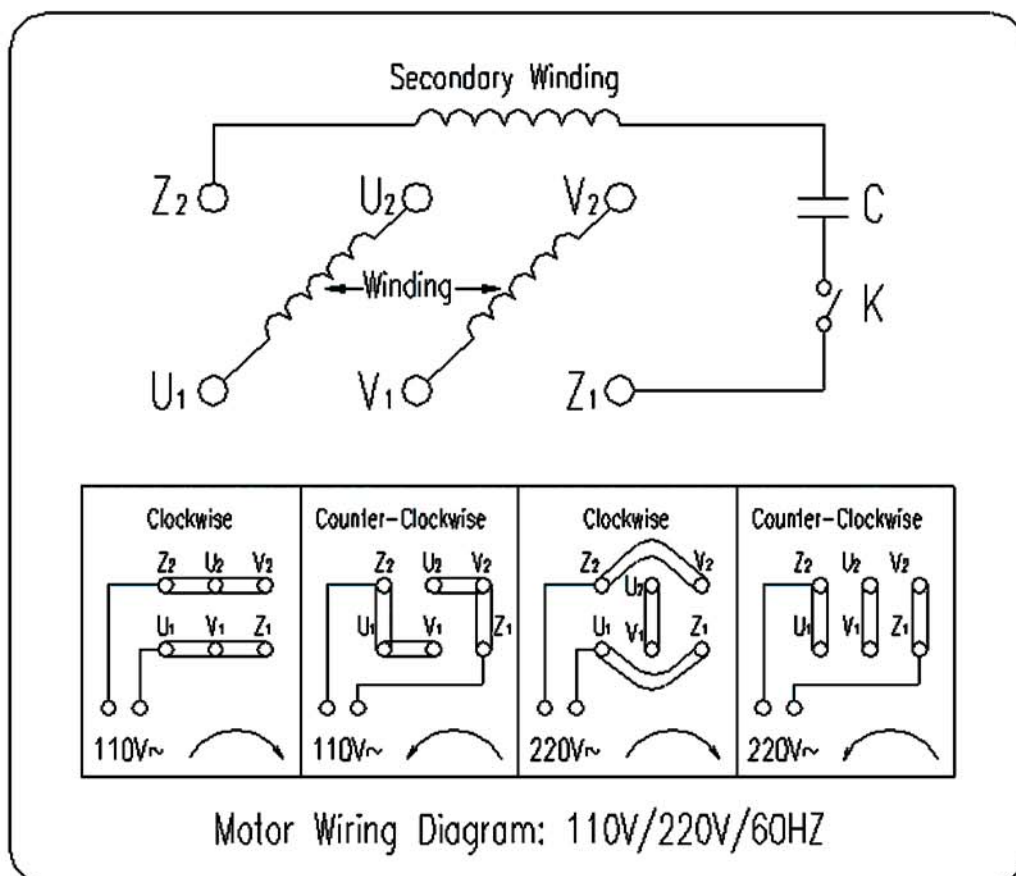 Secondary Winding
Z2 U2 V2 C
Winding K
U1 V1 Z1
Clockwise Counter-Clockwise Clockwise Counter-Clockwise
Z2 U2 V2 Z2 U2 V2 Z2 U2 V2 Z2 U2 V2
U1 V1 Z1 U1 V1 Z1 U1 V1 Z1 U1 V1 Z1
110V~ 110V~ 220V~ 220V~
Motor Wiring Diagram: 110V/220V/60HZ